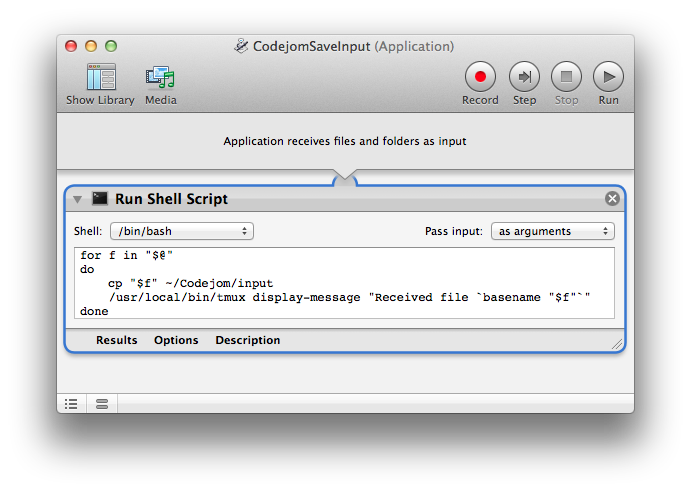 CodejomSaveInput (Application)
Show Library Media Record Step Stop Run
Application receives files and folders as input
Run Shell Script
Shell: /bin/bash Pass input: as arguments
for f in "$@"
do
    cp "$f" ~/Codejom/input
    /usr/local/bin/tmux display-message "Received file `basename "$f"`"
done
Results Options Description